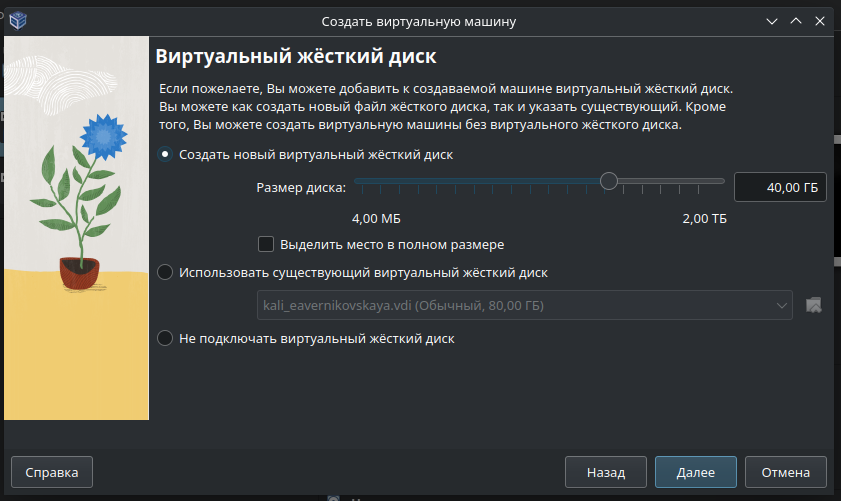 Создать виртуальную машину
Виртуальный жёсткий диск
Если пожелаете, Вы можете добавить к создаваемой машине виртуальный жёсткий диск.
Вы можете как создать новый файл жёсткого диска, так и указать существующий. Кроме
того, Вы можете создать виртуальную машины без виртуального жёсткого диска.
Создать новый виртуальный жёсткий диск
Размер диска:
40,00 ГБ
4,00 МБ
2,00 ТБ
Выделить место в полном размере
Использовать существующий виртуальный жёсткий диск
kali_eavernikovskaya.vdi (Обычный, 80,00 ГБ)
Не подключать виртуальный жёсткий диск
Справка
Назад
Далее
Отмена